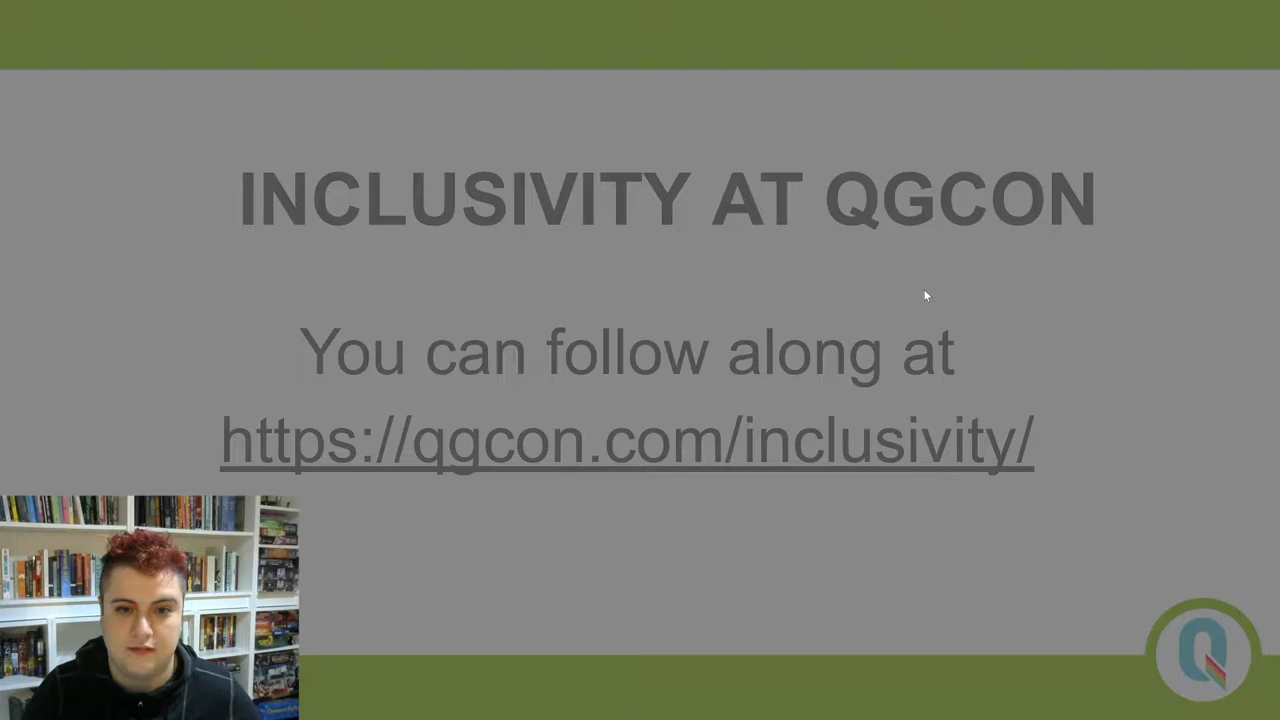 INCLUSIVITY AT QGCON
You can follow along at
https://qgcon.com/inclusivity/
Q